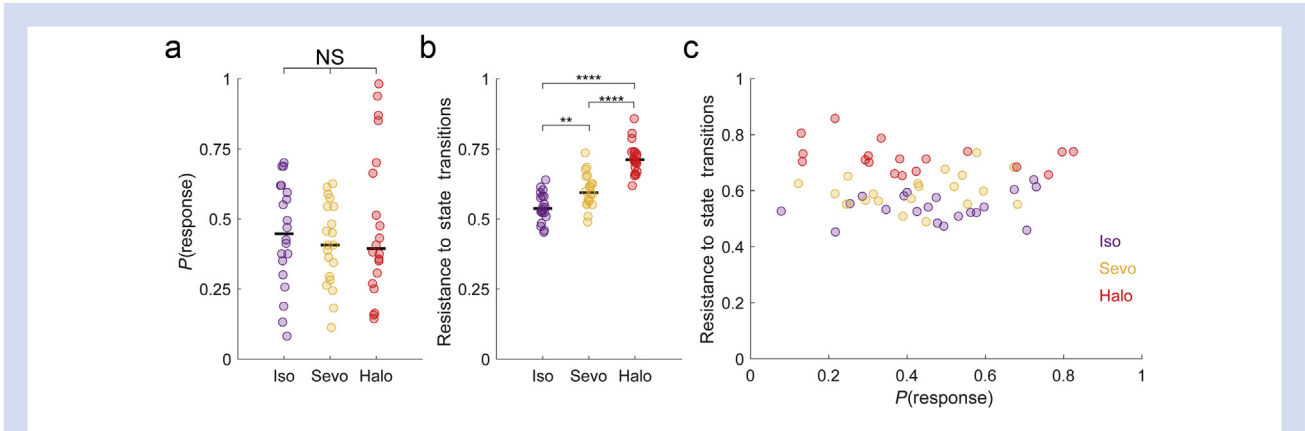 a
NS
1
0.75
0.5
0.25
0
P(response)
Iso Sevo Halo
b
****
****
**
1
0.75
0.5
0.25
0
Resistance to state transitions
Iso Sevo Halo
c
1
0.8
0.6
0.4
0.2
0
Resistance to state transitions
0 0.2 0.4 0.6 0.8 1
P(response)
Iso
Sevo
Halo